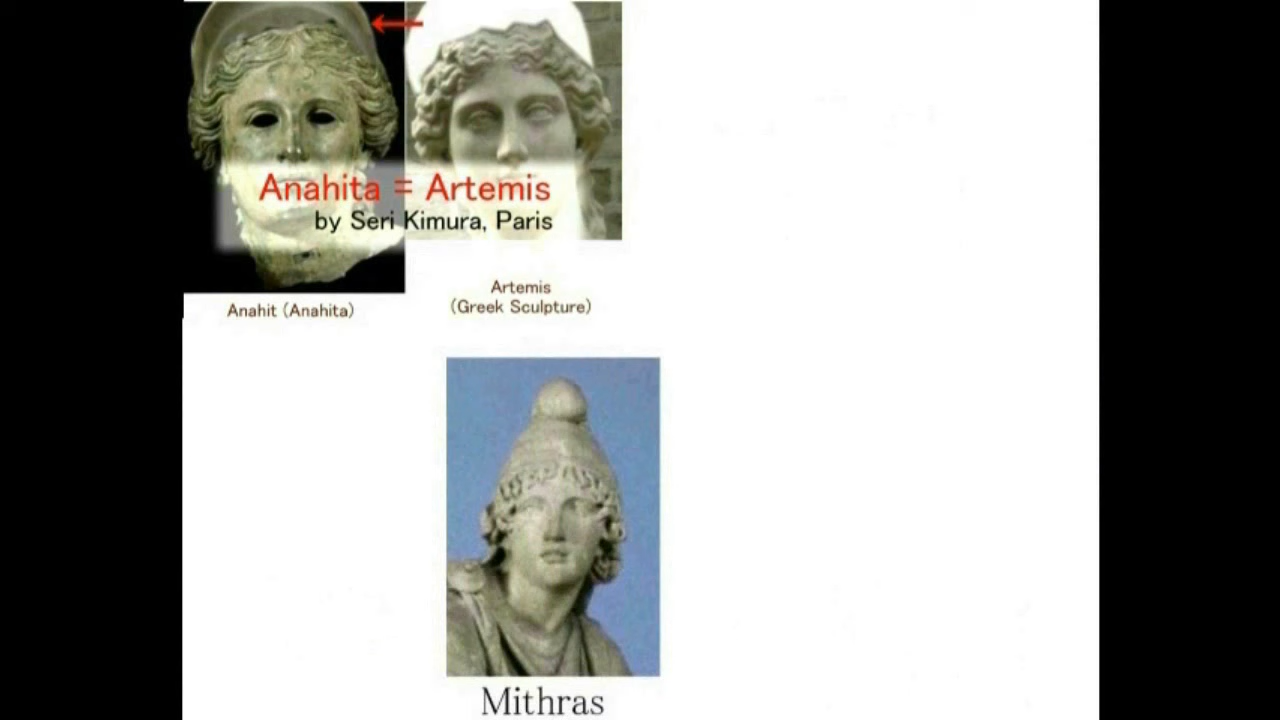 Anahita = Artemis
by Seri Kimura, Paris
Anahit (Anahita)
Artemis
(Greek Sculpture)
Mithras